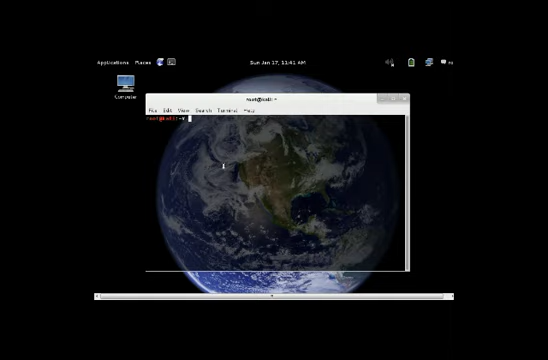 Applications Places Sun Jan 17, 11:41 AM
Computer
root@kali: ~
File Edit View Search Terminal Help
root@kali:~#